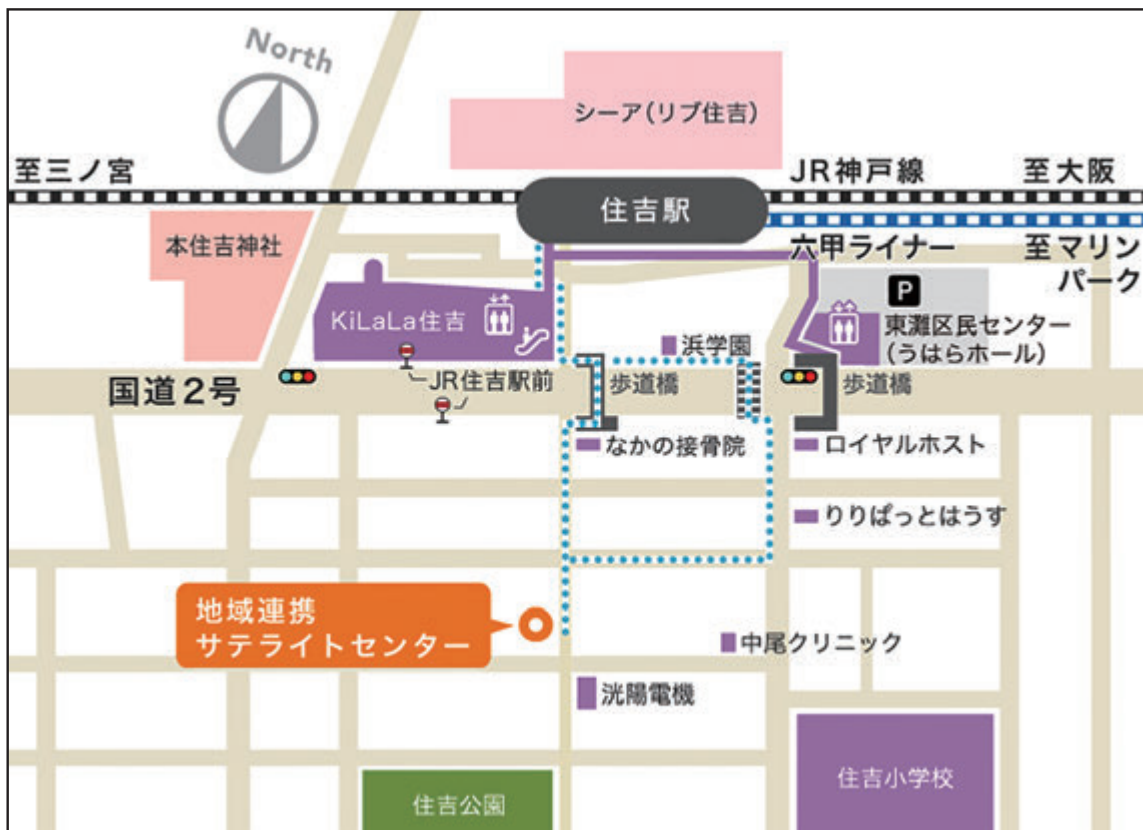 North
シーア(リブ住吉)
至三ノ宮
JR神戸線
至大阪
住吉駅
本住吉神社
六甲ライナー
至マリン
パーク
P
KiLaLa住吉
浜学園
東灘区民センター
(うはらホール)
国道2号
JR住吉駅前
歩道橋
歩道橋
なかの接骨院
ロイヤルホスト
りりぱっとはうす
地域連携
サテライトセンター
中尾クリニック
洸陽電機
住吉公園
住吉小学校